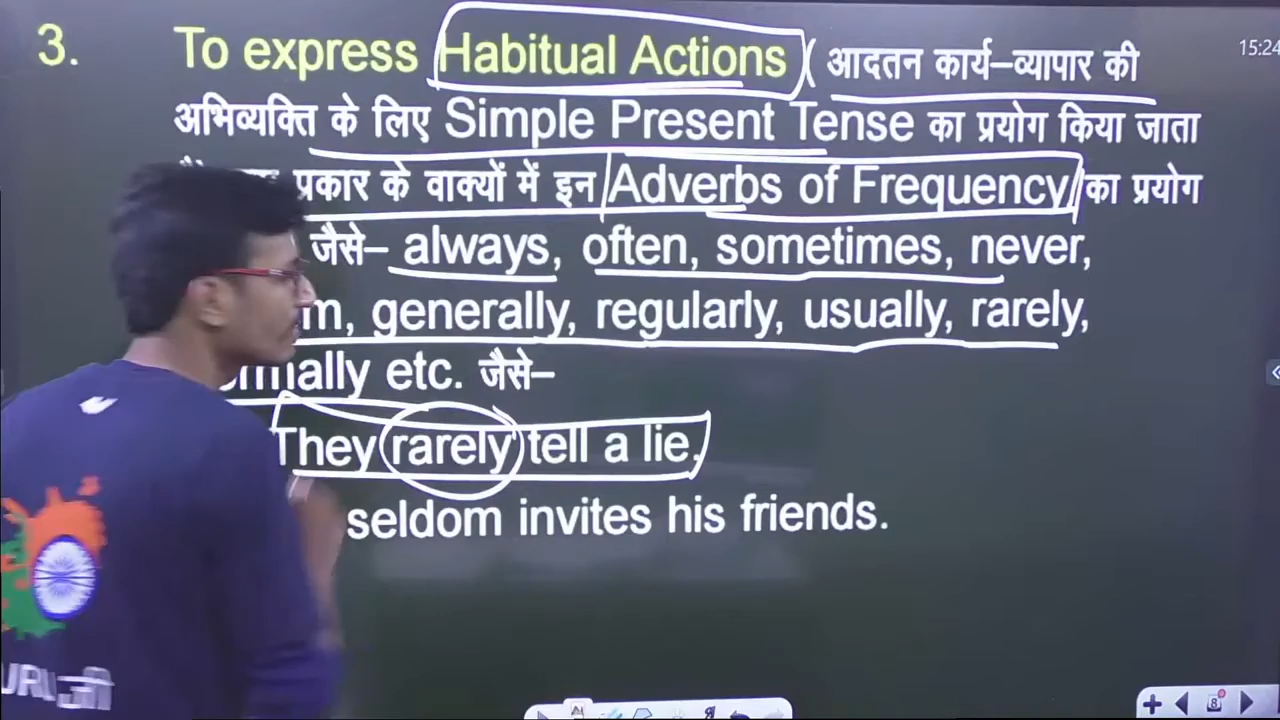 3. To express Habitual Actions ( आदतन कार्य–व्यापार की
अभिव्यक्ति के लिए Simple Present Tense का प्रयोग किया जाता
प्रकार के वाक्यों में इन Adverbs of Frequency का प्रयोग
जैसे– always, often, sometimes, never,
generally, regularly, usually, rarely,
etc. जैसे–
They rarely tell a lie.
seldom invites his friends.
15:24
8